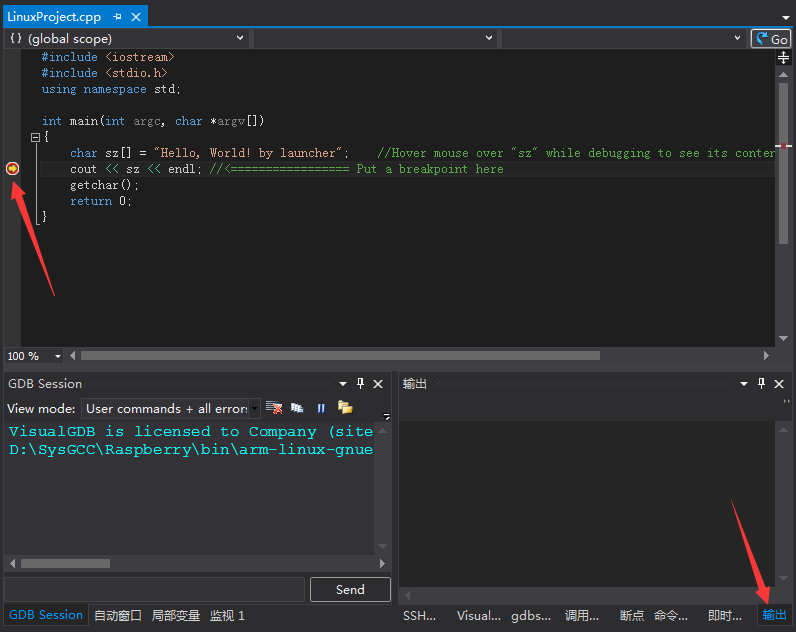 LinuxProject.cpp
{} (global scope)
Go
#include <iostream>
#include <stdio.h>
using namespace std;
int main(int argc, char *argv[])
{
char sz[] = "Hello, World! by launcher"; //Hover mouse over "sz" while debugging to see its conten
cout << sz << endl; //<================= Put a breakpoint here
getchar();
return 0;
}
100 %
GDB Session
View mode: User commands + all errors
VisualGDB is licensed to Company (site
D:\SysGCC\Raspberry\bin\arm-linux-gnue
Send
GDB Session 自动窗口 局部变量 监视 1
输出
SSH... Visual... gdbs... 调用... 断点 命令... 即时... 输出